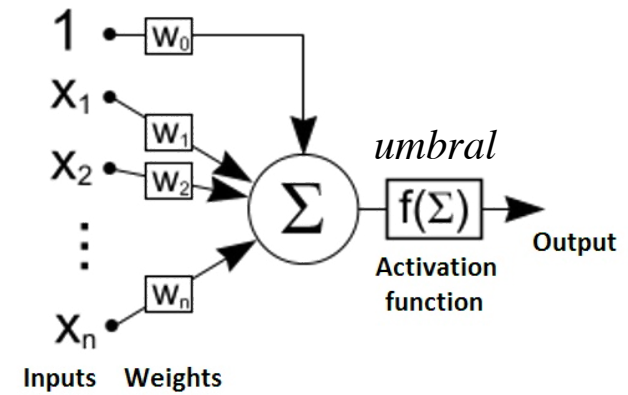 1 W₀
X₁ W₁
X₂ W₂
Σ
umbral
f(Σ)
Output
Activation
function
Xₙ Wₙ
Inputs Weights